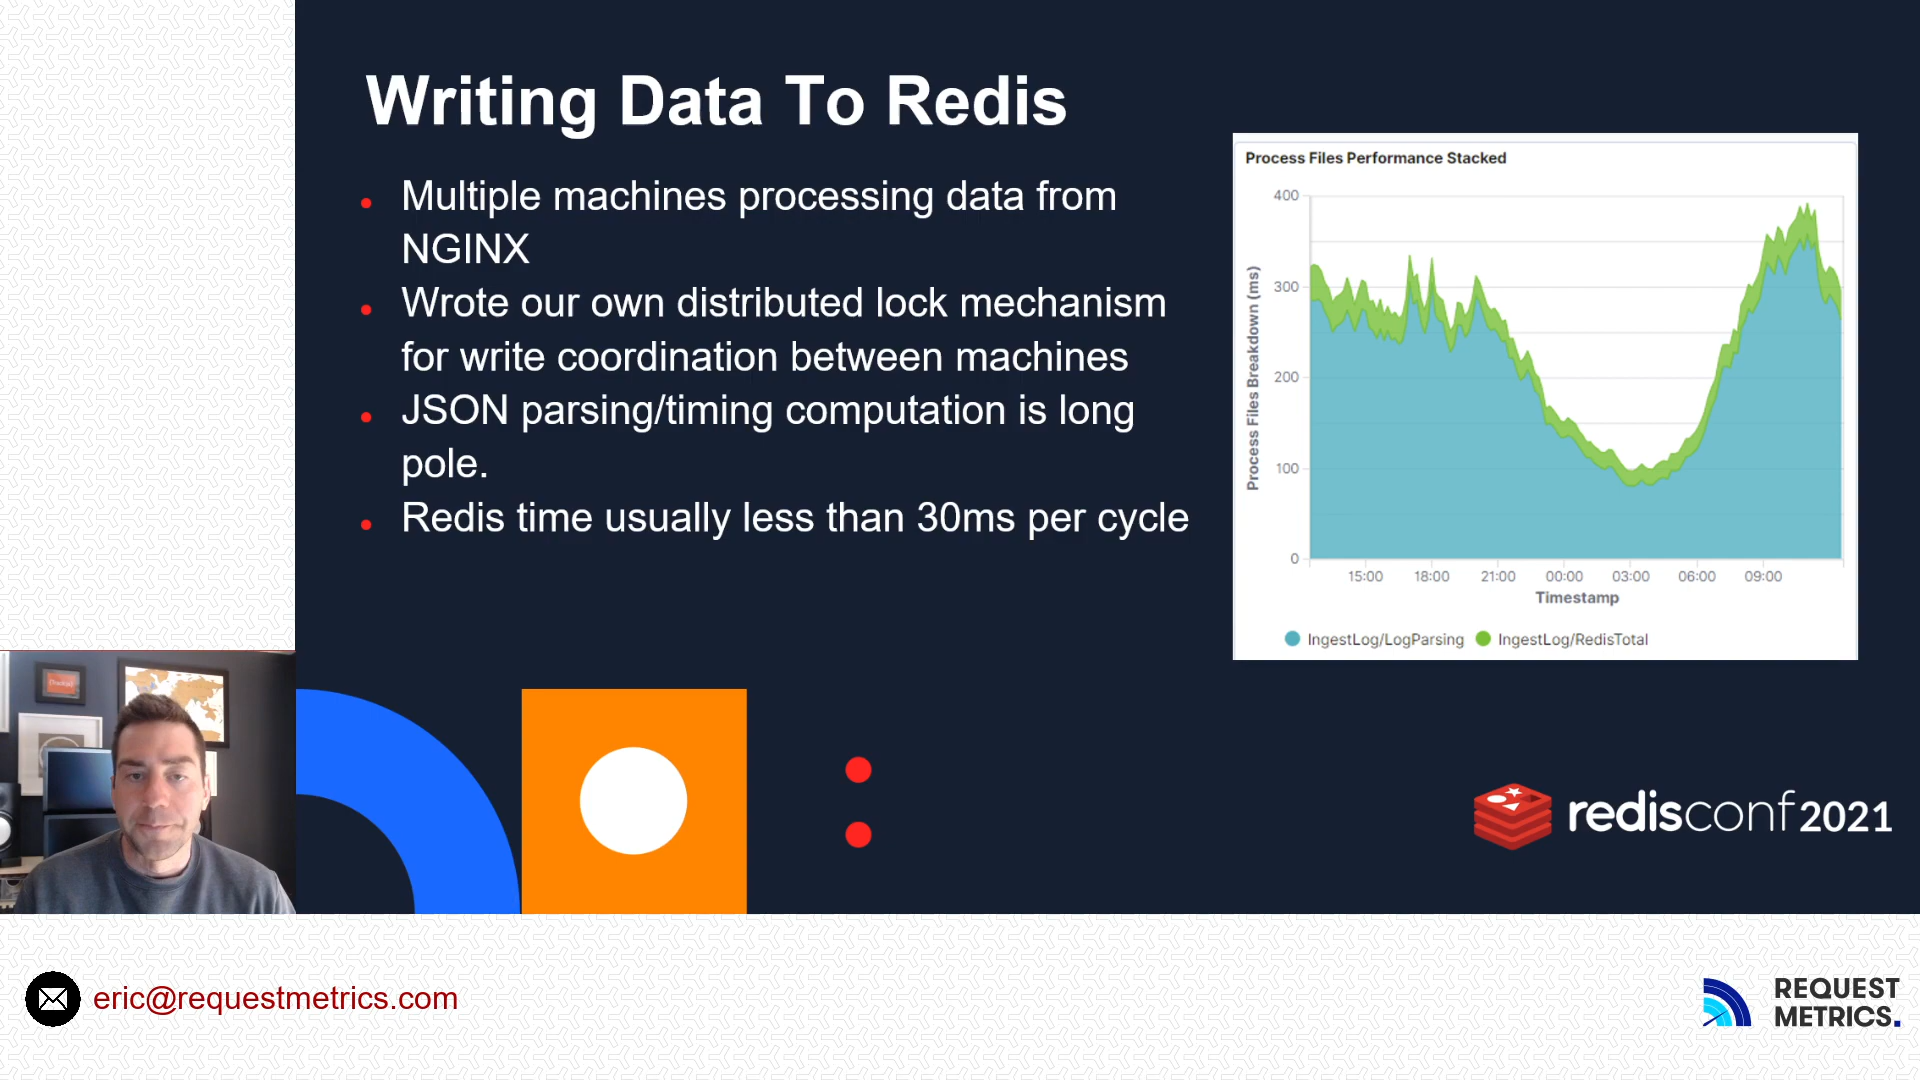 Writing Data To Redis
Multiple machines processing data from
NGINX
Wrote our own distributed lock mechanism
for write coordination between machines
JSON parsing/timing computation is long
pole.
Redis time usually less than 30ms per cycle
Process Files Performance Stacked
Process Files Breakdown (ms)
400
300
200
100
0
15:00 18:00 21:00 00:00 03:00 06:00 09:00
Timestamp
IngestLog/LogParsing IngestLog/RedisTotal
redisconf 2021
eric@requestmetrics.com
REQUEST
METRICS.